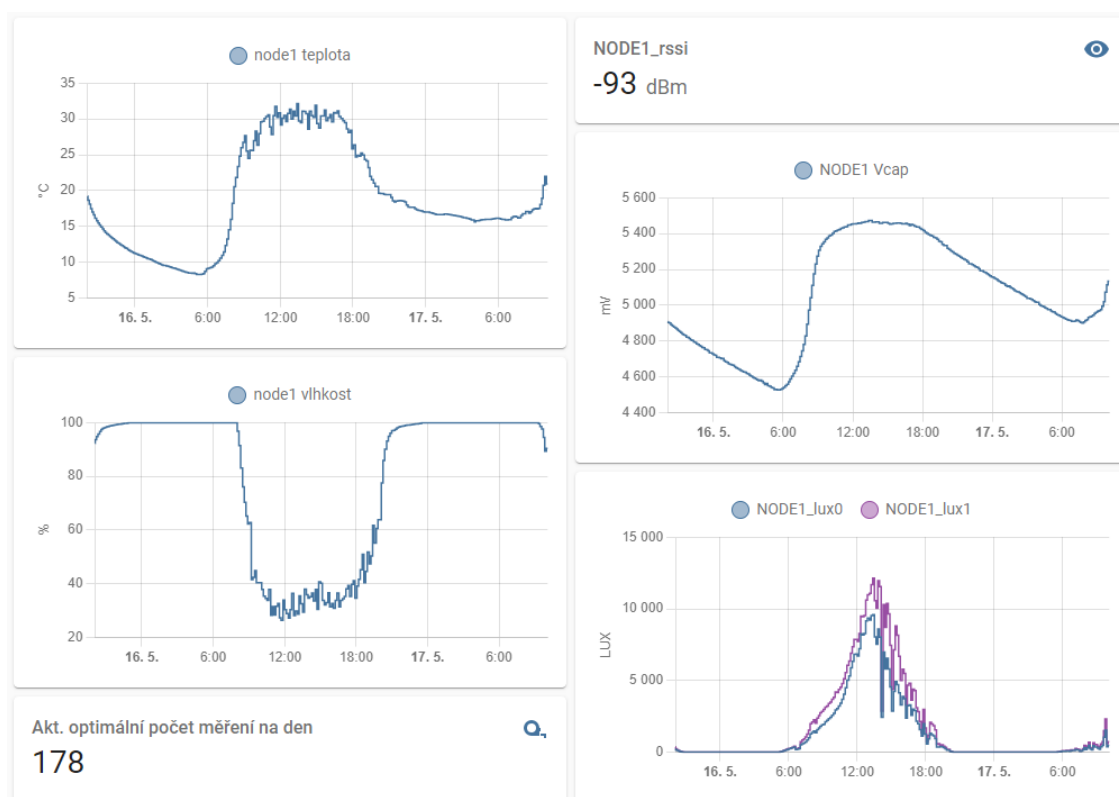 node1 teplota
35
30
25
20
15
10
5
°C
16. 5. 6:00 12:00 18:00 17. 5. 6:00
node1 vlhkost
100
80
60
40
20
%
16. 5. 6:00 12:00 18:00 17. 5. 6:00
Akt. optimální počet měření na den
178
NODE1_rssi
-93 dBm
NODE1 Vcap
5 600
5 400
5 200
5 000
4 800
4 600
4 400
mV
16. 5. 6:00 12:00 18:00 17. 5. 6:00
NODE1_lux0 NODE1_lux1
15 000
10 000
5 000
0
LUX
16. 5. 6:00 12:00 18:00 17. 5. 6:00